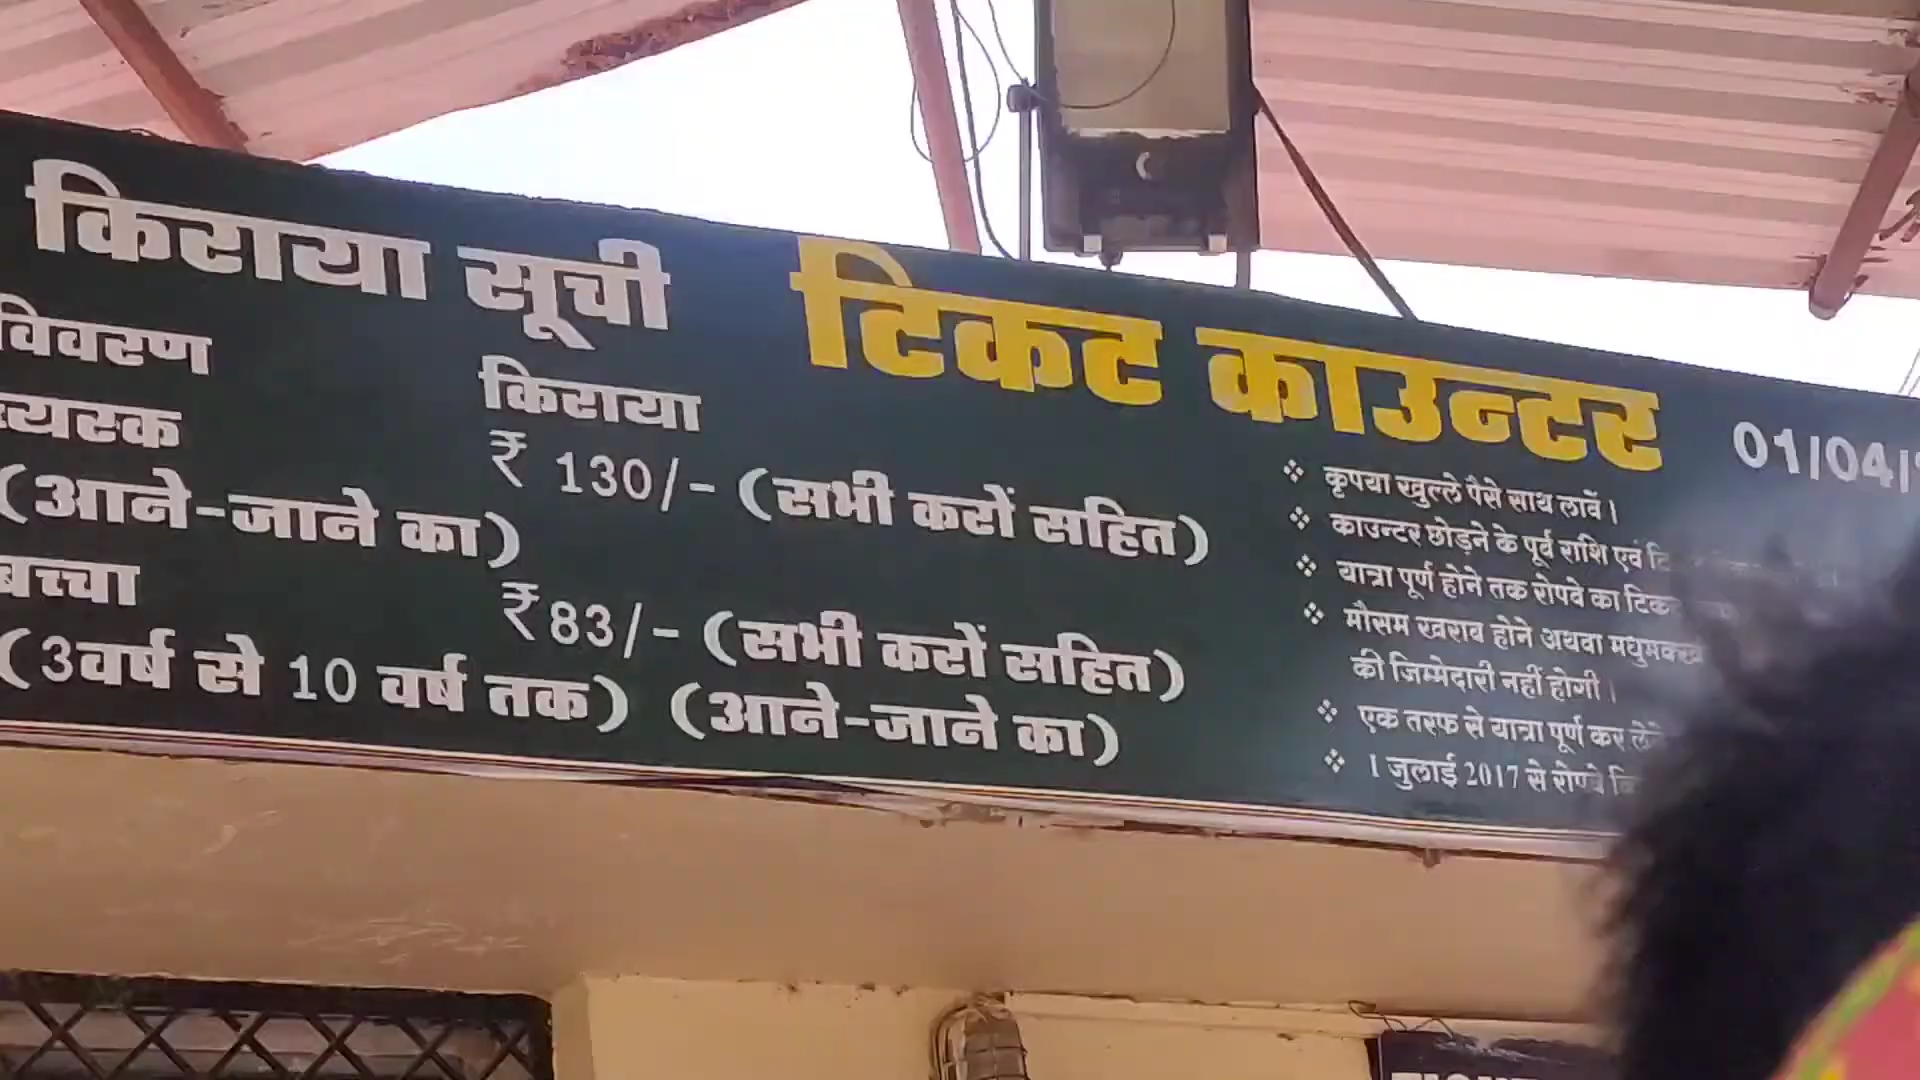 किराया सूची
टिकट काउन्टर
01/04/
विवरण
किराया
वयस्क
₹ 130/- (सभी करों सहित)
(आने-जाने का)
बच्चा
₹83/- (सभी करों सहित)
(3वर्ष से 10 वर्ष तक) (आने-जाने का)
❖ कृपया खुल्ले पैसे साथ लावें।
❖ काउन्टर छोड़ने के पूर्व राशि एवं
❖ यात्रा पूर्ण होने तक रोपवे का
❖ मौसम खराब होने अथवा
की जिम्मेदारी नहीं होगी।
❖ एक तरफ से यात्रा पूर्ण कर
❖ 1 जुलाई 2017 से रोपवे